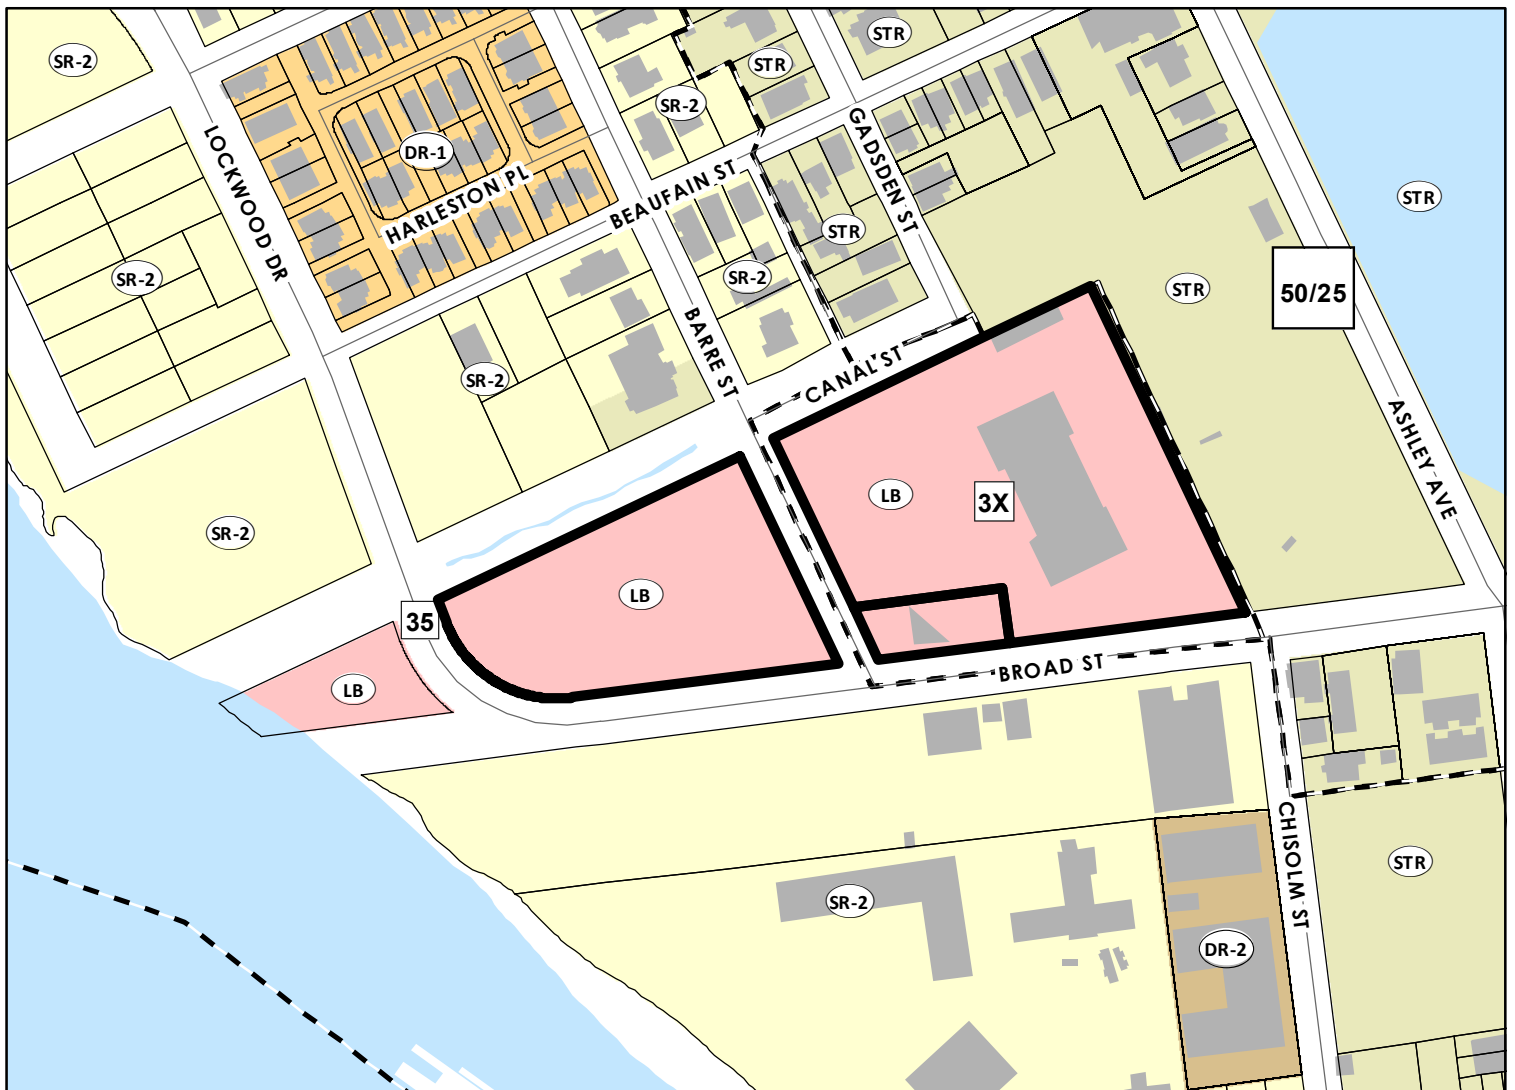 STR
SR-2
STR
SR-2
GADSDEN ST
LOCKWOOD DR
DR-1
HARLESTON PL
BEAUFAIN ST
STR
STR
SR-2
SR-2
STR
50/25
BARRE ST
CANAL ST
SR-2
ASHLEY AVE
LB
3X
SR-2
LB
35
BROAD ST
LB
CHISOLM ST
STR
SR-2
DR-2